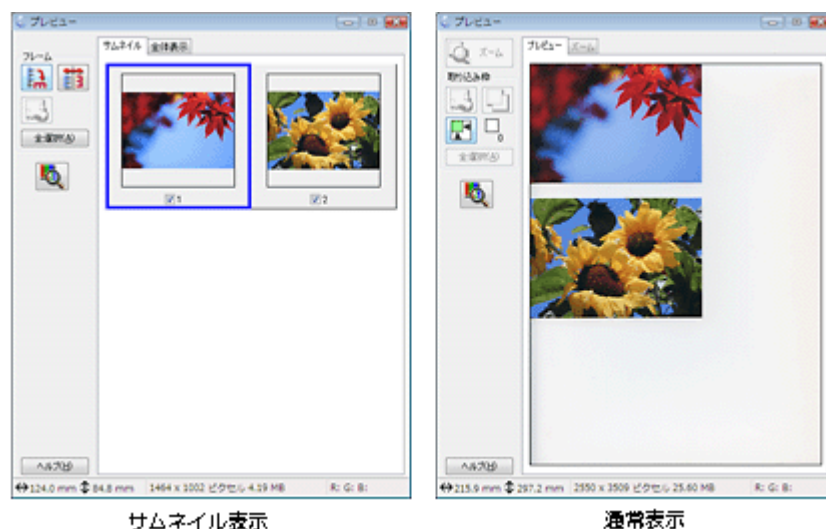 プレビュー
サムネイル 全体表示
フレーム
全選択(A)
1
2
ヘルプ(H)
124.0 mm 84.8 mm 1464 x 1002 ピクセル 4.19 MB R: G: B:
サムネイル表示
プレビュー
プレビュー ズーム
ズーム
取り込み枠
0
全選択(A)
ヘルプ(H)
215.9 mm 297.2 mm 2550 x 3509 ピクセル 25.60 MB R: G: B:
通常表示